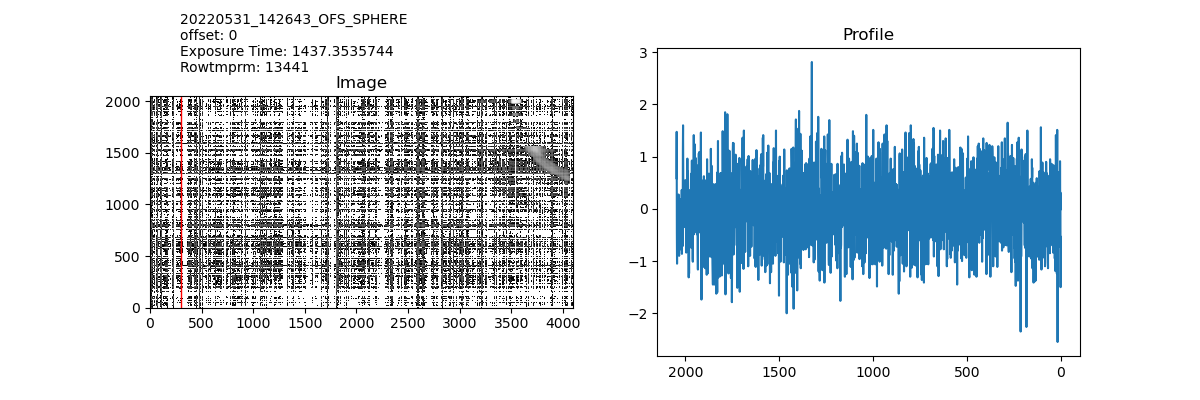 20220531_142643_OFS_SPHERE
offset: 0
Exposure Time: 1437.3535744
Rowtmprm: 13441
Image
2000
1500
1000
500
0
0 500 1000 1500 2000 2500 3000 3500 4000
Profile
3
2
1
0
−1
−2
2000 1500 1000 500 0